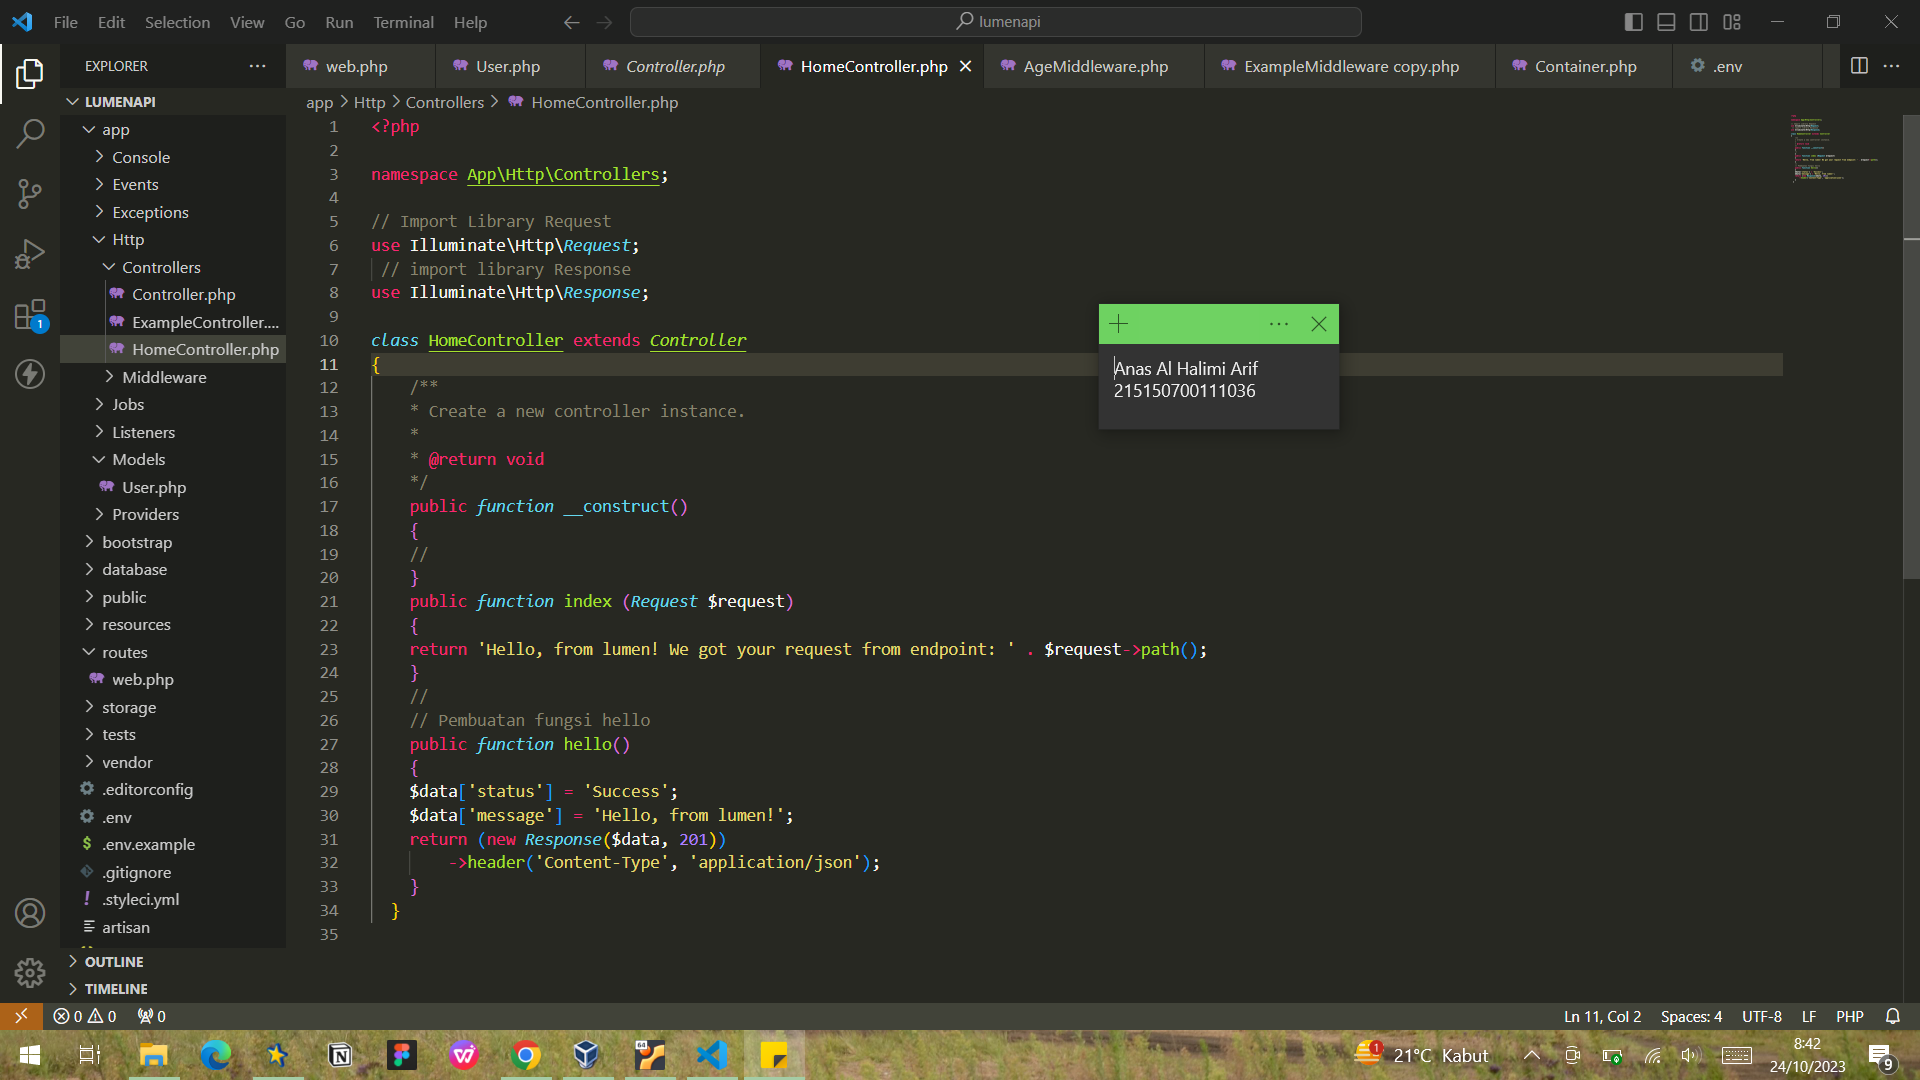 File Edit Selection View Go Run Terminal Help
lumenapi
EXPLORER
web.php User.php Controller.php HomeController.php AgeMiddleware.php ExampleMiddleware copy.php Container.php .env
LUMENAPI
app
Console
Events
Exceptions
Http
Controllers
Controller.php
ExampleController....
HomeController.php
Middleware
Jobs
Listeners
Models
User.php
Providers
bootstrap
database
public
resources
routes
web.php
storage
tests
vendor
.editorconfig
.env
.env.example
.gitignore
.styleci.yml
artisan
OUTLINE
TIMELINE
app > Http > Controllers > HomeController.php
1 <?php
2
3 namespace App\Http\Controllers;
4
5 // Import Library Request
6 use Illuminate\Http\Request;
7 // import library Response
8 use Illuminate\Http\Response;
9
10 class HomeController extends Controller
11 {
12 /**
13 * Create a new controller instance.
14 *
15 * @return void
16 */
17 public function __construct()
18 {
19 //
20 }
21 public function index (Request $request)
22 {
23 return 'Hello, from lumen! We got your request from endpoint: ' . $request->path();
24 }
25 //
26 // Pembuatan fungsi hello
27 public function hello()
28 {
29 $data['status'] = 'Success';
30 $data['message'] = 'Hello, from lumen!';
31 return (new Response($data, 201))
32 ->header('Content-Type', 'application/json');
33 }
34 }
35
Anas Al Halimi Arif
215150700111036
1
0 0 0
Ln 11, Col 2 Spaces: 4 UTF-8 LF PHP
64
1 21°C Kabut
8:42
24/10/2023
9